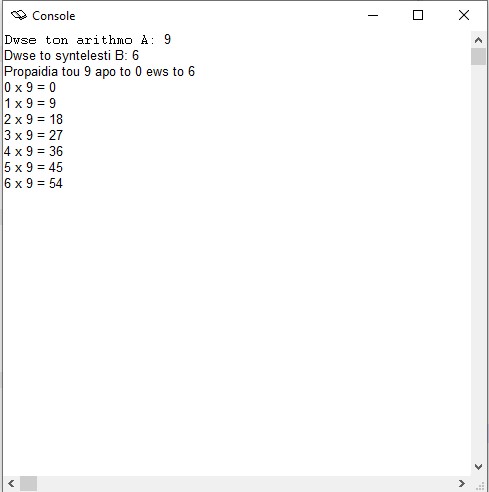 Console
Dwse ton arithmo A: 9
Dwse to syntelesti B: 6
Propaidia tou 9 apo to 0 ews to 6
0 x 9 = 0
1 x 9 = 9
2 x 9 = 18
3 x 9 = 27
4 x 9 = 36
5 x 9 = 45
6 x 9 = 54